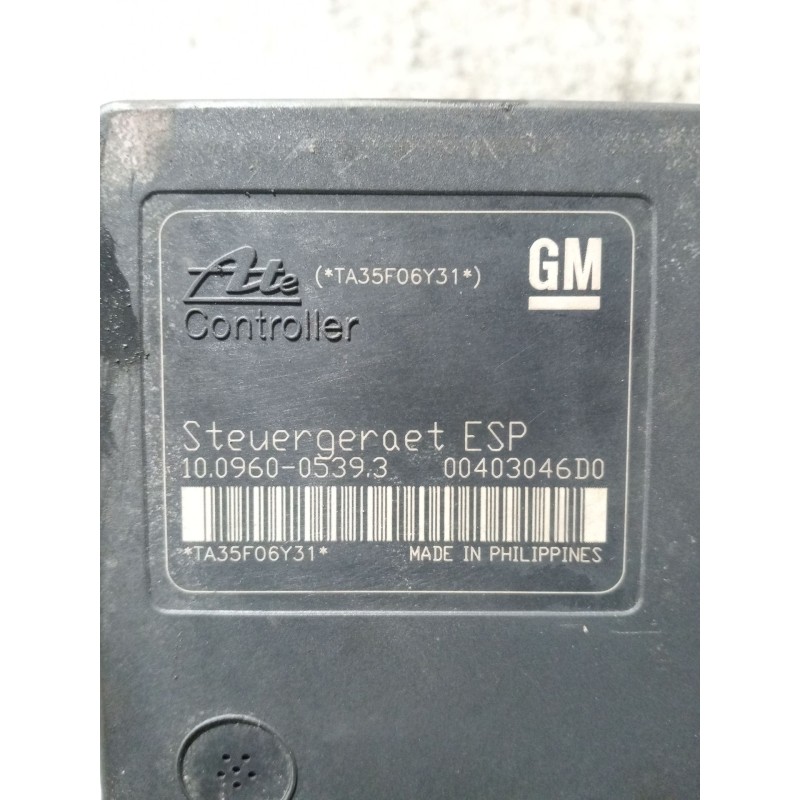 Ate (*TA35F06Y31*) GM
Controller
Steuergeraet ESP
10.0960-0539.3 00403046D0
*TA35F06Y31* MADE IN PHILIPPINES